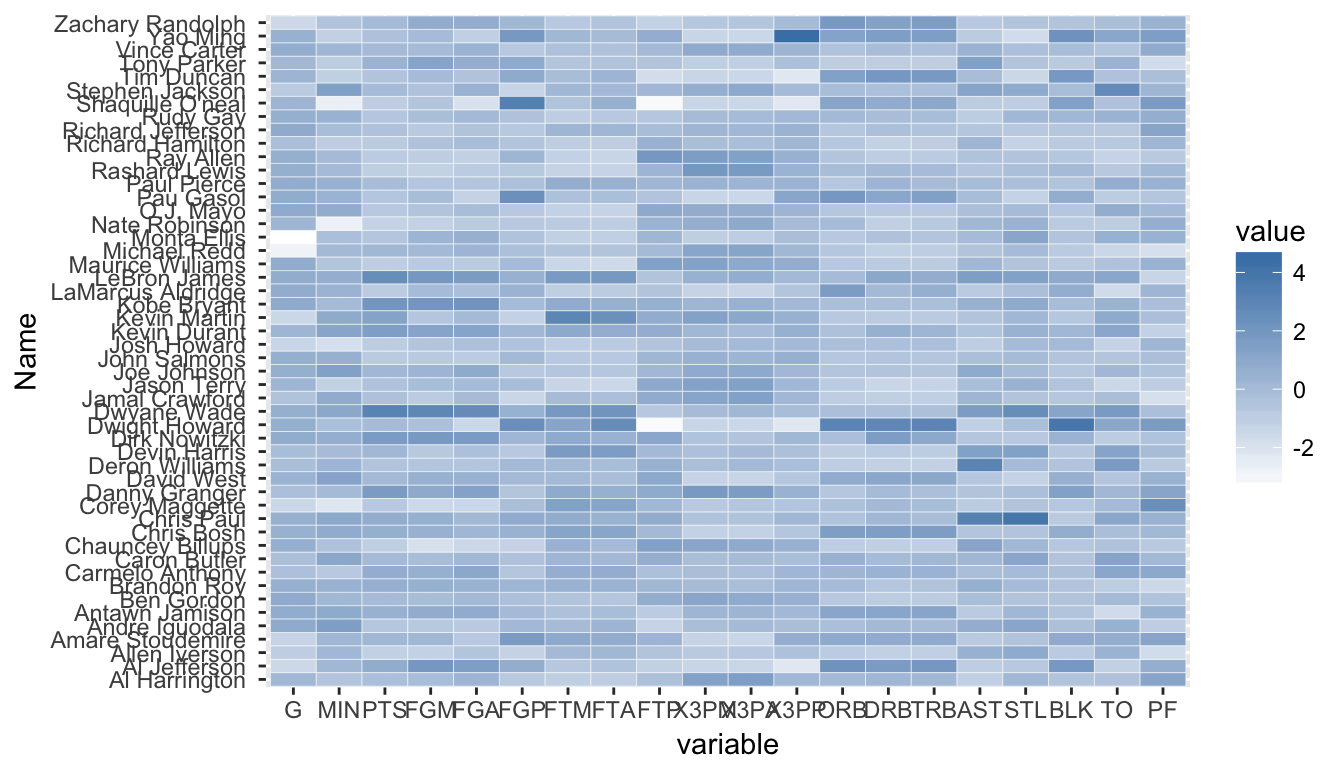 Zachary Randolph
Yao Ming
Vince Carter
Tony Parker
Tim Duncan
Stephen Jackson
Shaquille O'neal
Rudy Gay
Richard Jefferson
Richard Hamilton
Ray Allen
Rashard Lewis
Paul Pierce
Pau Gasol
O.J. Mayo
Nate Robinson
Monta Ellis
Michael Redd
Maurice Williams
LeBron James
LaMarcus Aldridge
Kobe Bryant
Kevin Martin
Kevin Durant
Josh Howard
John Salmons
Joe Johnson
Jason Terry
Jamal Crawford
Dwyane Wade
Dwight Howard
Dirk Nowitzki
Devin Harris
Deron Williams
David West
Danny Granger
Corey Maggette
Chris Paul
Chris Bosh
Chauncey Billups
Caron Butler
Carmelo Anthony
Brandon Roy
Ben Gordon
Antawn Jamison
Andre Iguodala
Amare Stoudemire
Allen Iverson
Al Jefferson
Al Harrington
Name
G MIN PTS FGM FGA FGP FTM FTA FTP X3PM X3PA X3PP ORB DRB TRB AST STL BLK TO PF
variable
value
4
2
0
-2